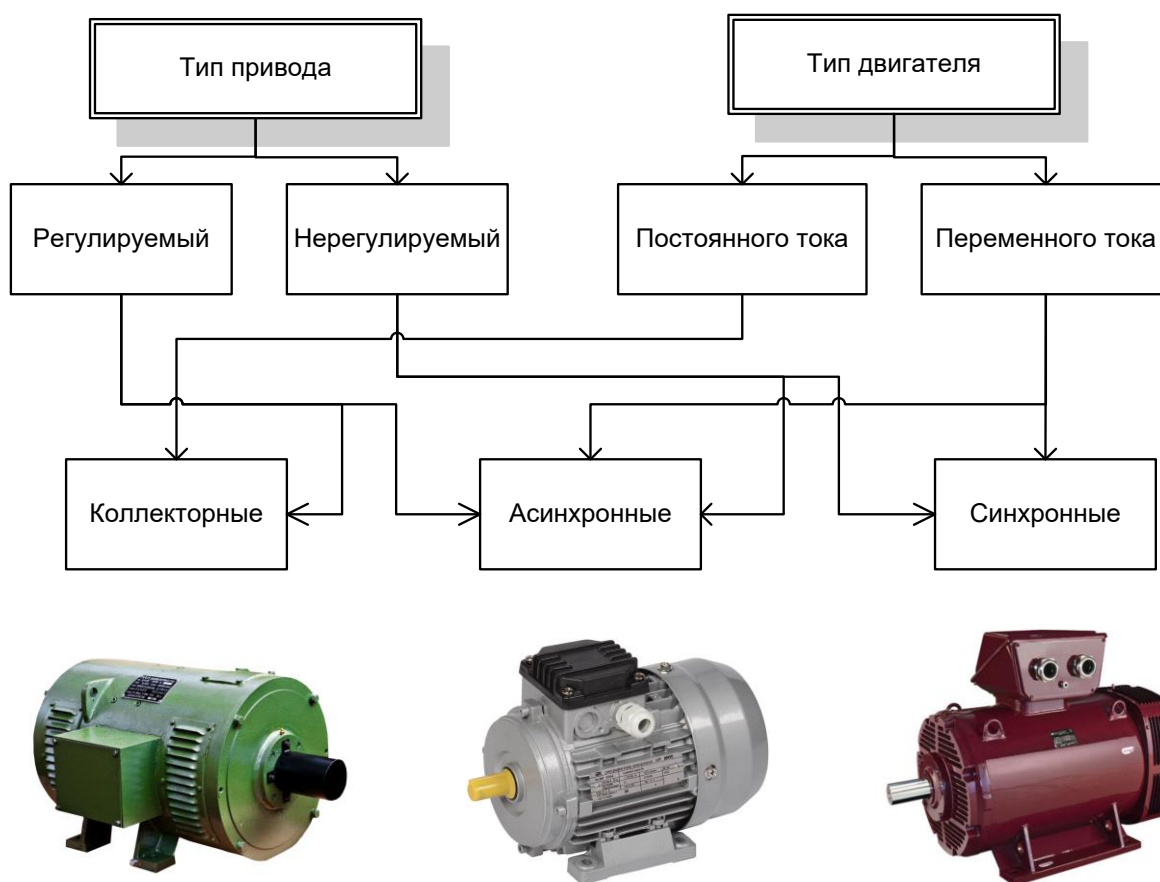 Тип привода
Тип двигателя
Регулируемый
Нерегулируемый
Постоянного тока
Переменного тока
Коллекторные
Асинхронные
Синхронные